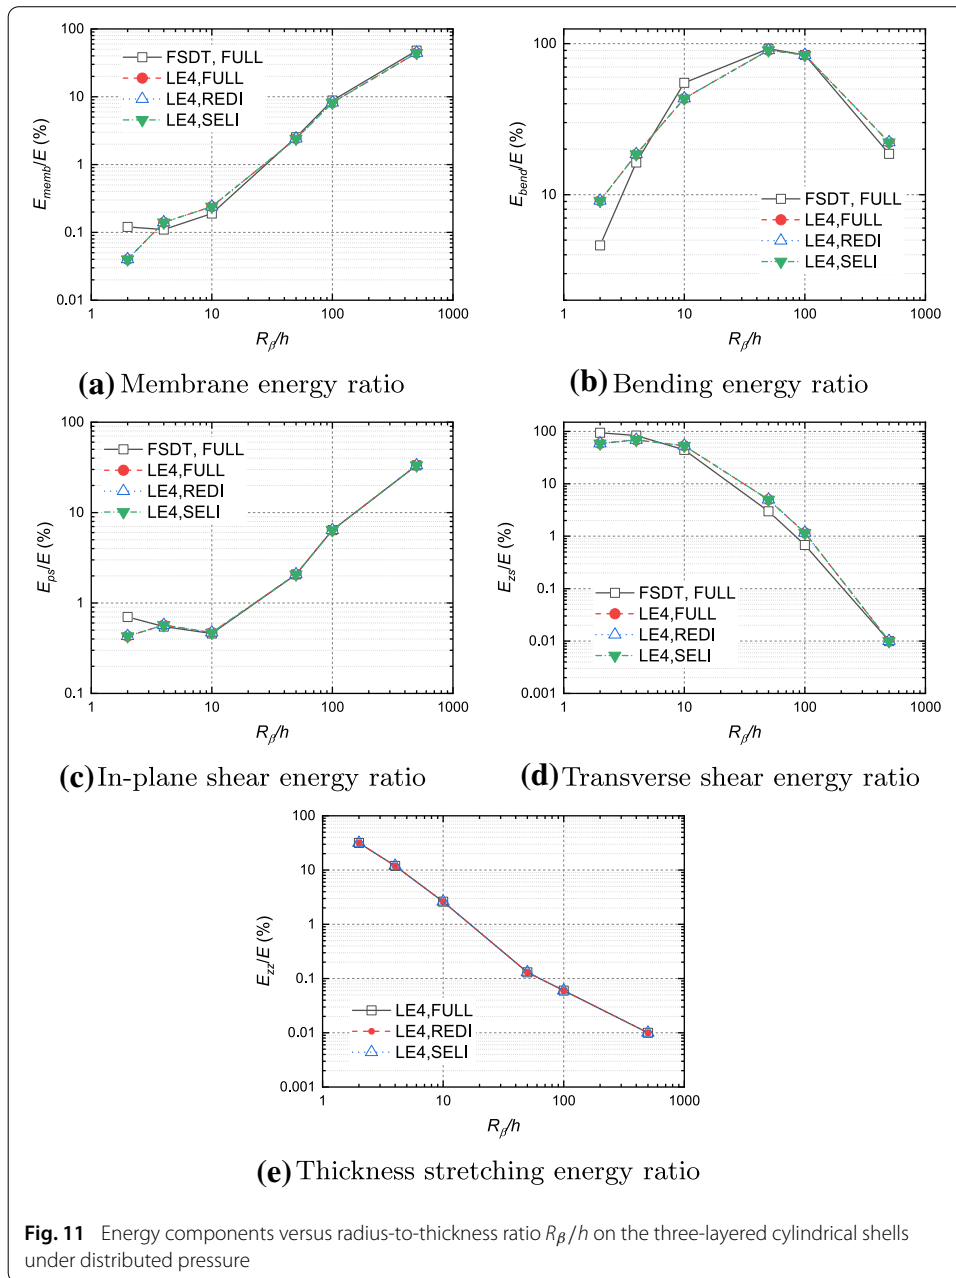 100
10
1
0.1
0.01
E_memb/E (%)
FSDT, FULL
LE4,FULL
LE4,REDI
LE4,SELI
1 10 100 1000
R_β/h
(a) Membrane energy ratio
100
10
E_bend/E (%)
FSDT, FULL
LE4,FULL
LE4,REDI
LE4,SELI
1 10 100 1000
R_β/h
(b) Bending energy ratio
100
10
1
0.1
E_ps/E (%)
FSDT, FULL
LE4,FULL
LE4,REDI
LE4,SELI
1 10 100 1000
R_β/h
(c) In-plane shear energy ratio
100
10
1
0.1
0.01
0.001
E_zs/E (%)
FSDT, FULL
LE4,FULL
LE4,REDI
LE4,SELI
1 10 100 1000
R_β/h
(d) Transverse shear energy ratio
100
10
1
0.1
0.01
0.001
E_zz/E (%)
LE4,FULL
LE4,REDI
LE4,SELI
1 10 100 1000
R_β/h
(e) Thickness stretching energy ratio
Fig. 11 Energy components versus radius-to-thickness ratio R_β/h on the three-layered cylindrical shells
under distributed pressure